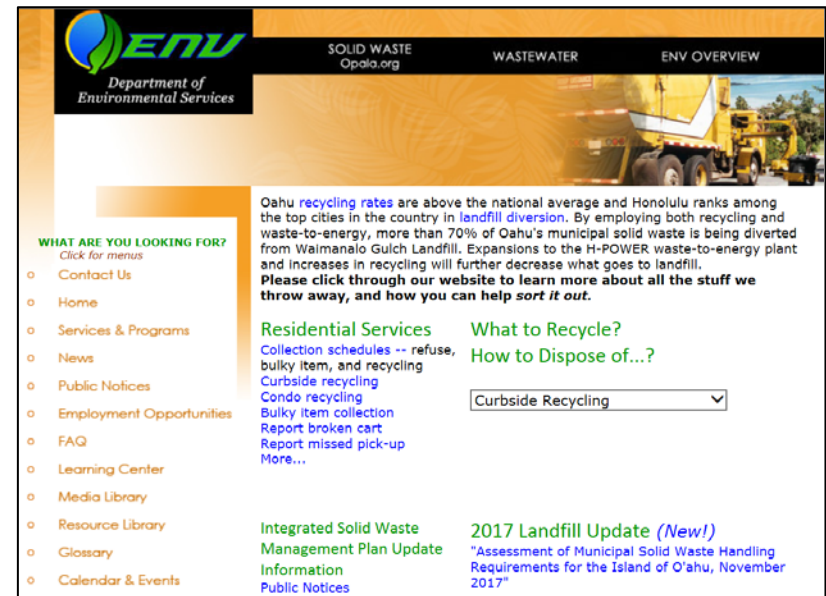 ENV
Department of
Environmental Services
SOLID WASTE
Opala.org
WASTEWATER
ENV OVERVIEW
WHAT ARE YOU LOOKING FOR?
Click for menus
Contact Us
Home
Services & Programs
News
Public Notices
Employment Opportunities
FAQ
Learning Center
Media Library
Resource Library
Glossary
Calendar & Events
Oahu recycling rates are above the national average and Honolulu ranks among
the top cities in the country in landfill diversion. By employing both recycling and
waste-to-energy, more than 70% of Oahu's municipal solid waste is being diverted
from Waimanalo Gulch Landfill. Expansions to the H-POWER waste-to-energy plant
and increases in recycling will further decrease what goes to landfill.
Please click through our website to learn more about all the stuff we
throw away, and how you can help sort it out.
Residential Services
Collection schedules -- refuse,
bulky item, and recycling
Curbside recycling
Condo recycling
Bulky item collection
Report broken cart
Report missed pick-up
More...
What to Recycle?
How to Dispose of...?
Curbside Recycling
Integrated Solid Waste
Management Plan Update
Information
Public Notices
2017 Landfill Update (New!)
"Assessment of Municipal Solid Waste Handling
Requirements for the Island of O'ahu, November
2017"